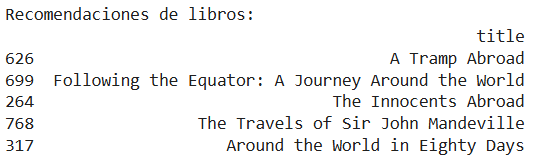 Recomendaciones de libros:
title
626 A Tramp Abroad
699 Following the Equator: A Journey Around the World
264 The Innocents Abroad
768 The Travels of Sir John Mandeville
317 Around the World in Eighty Days